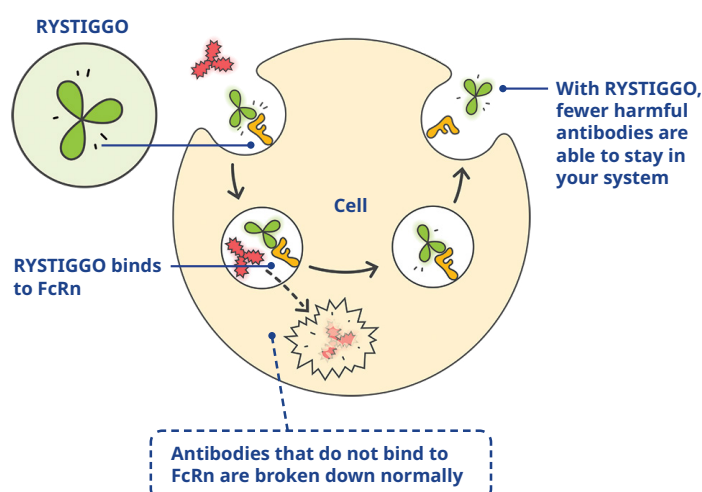 RYSTIGGO
With RYSTIGGO,
fewer harmful
antibodies are
able to stay in
your system
Cell
RYSTIGGO binds
to FcRn
Antibodies that do not bind to
FcRn are broken down normally